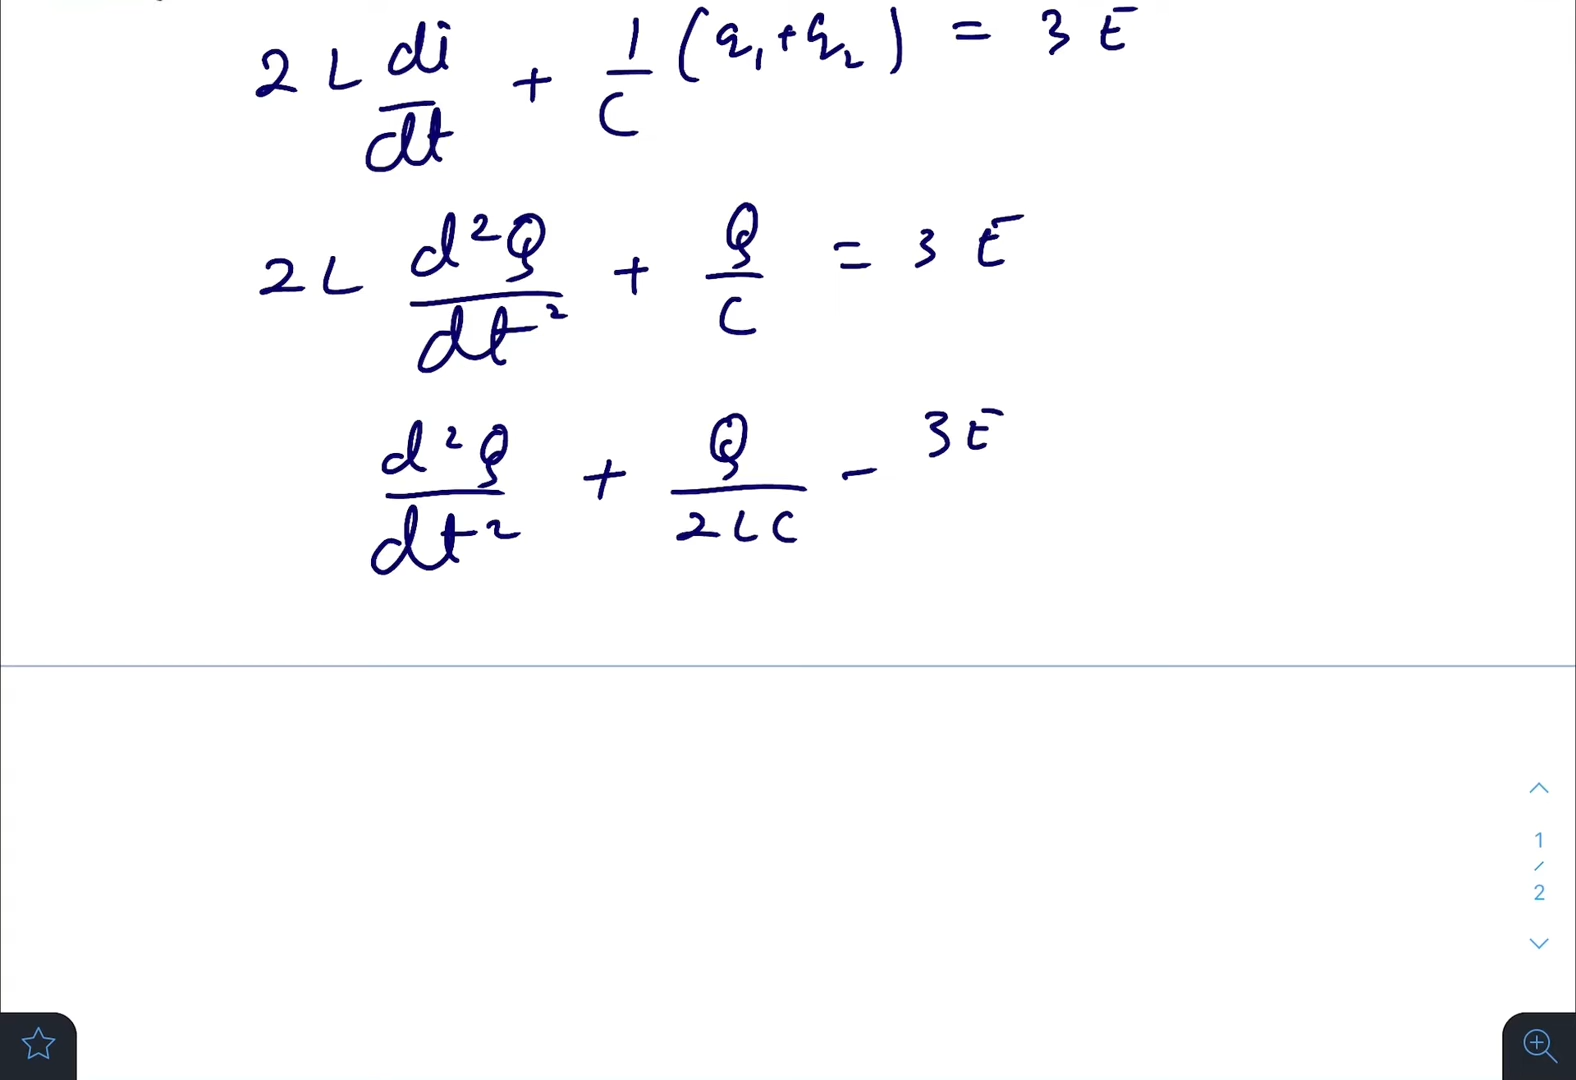 2L di/dt + 1/C (q₁+q₂) = 3E
2L d²Q/dt² + Q/C = 3E
d²Q/dt² + Q/2LC - 3E
1
/
2